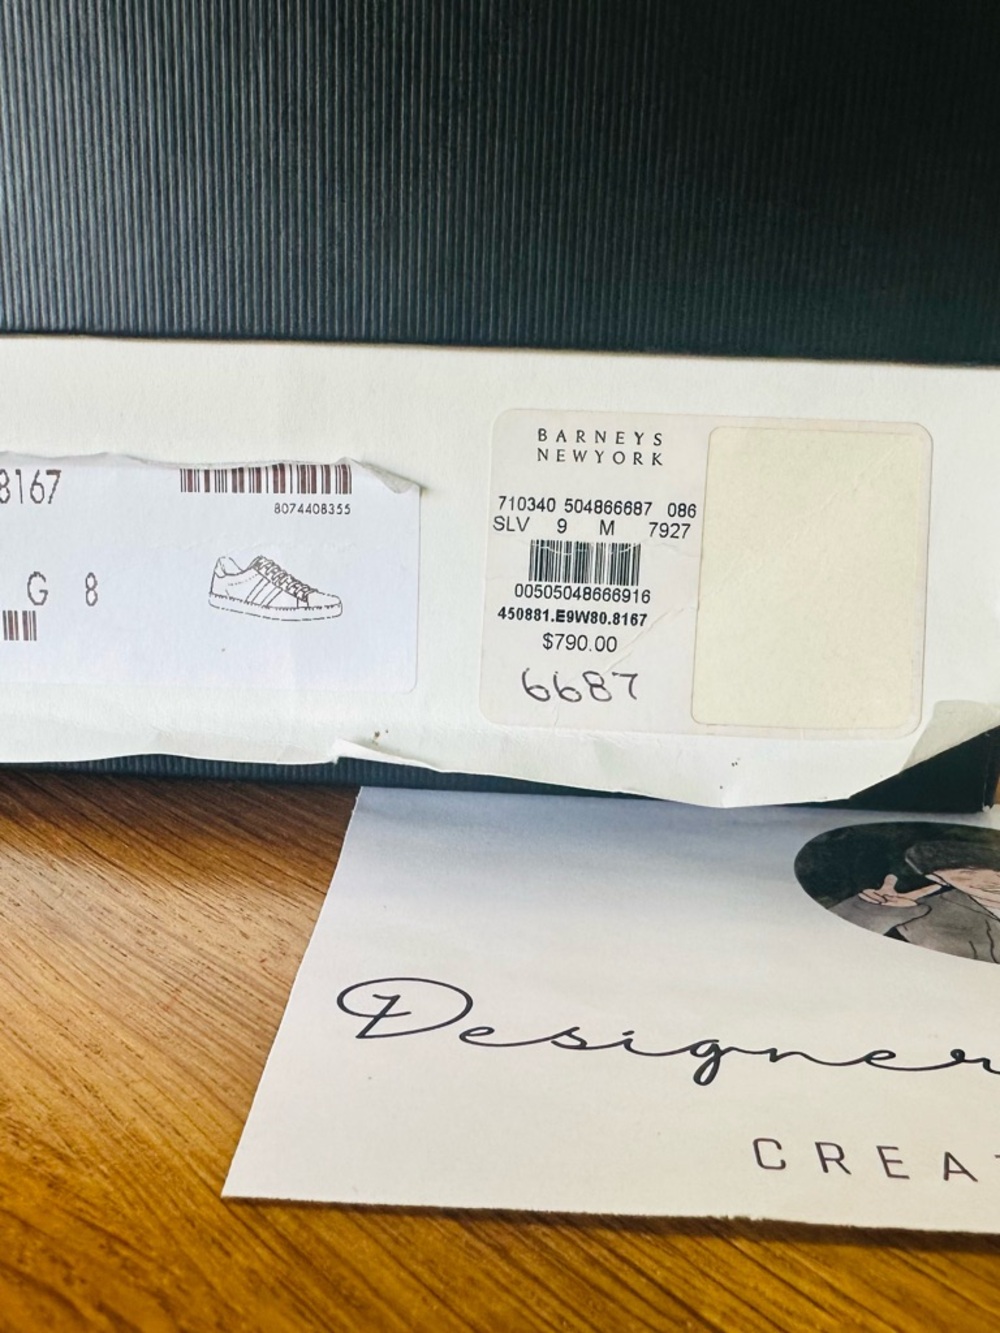 8167
8074408355
G 8
BARNEYS
NEWYORK
710340 504866687 086
SLV 9 M 7927
00505048666916
450881.E9W80.8167
$790.00
6687
Designer
CREA